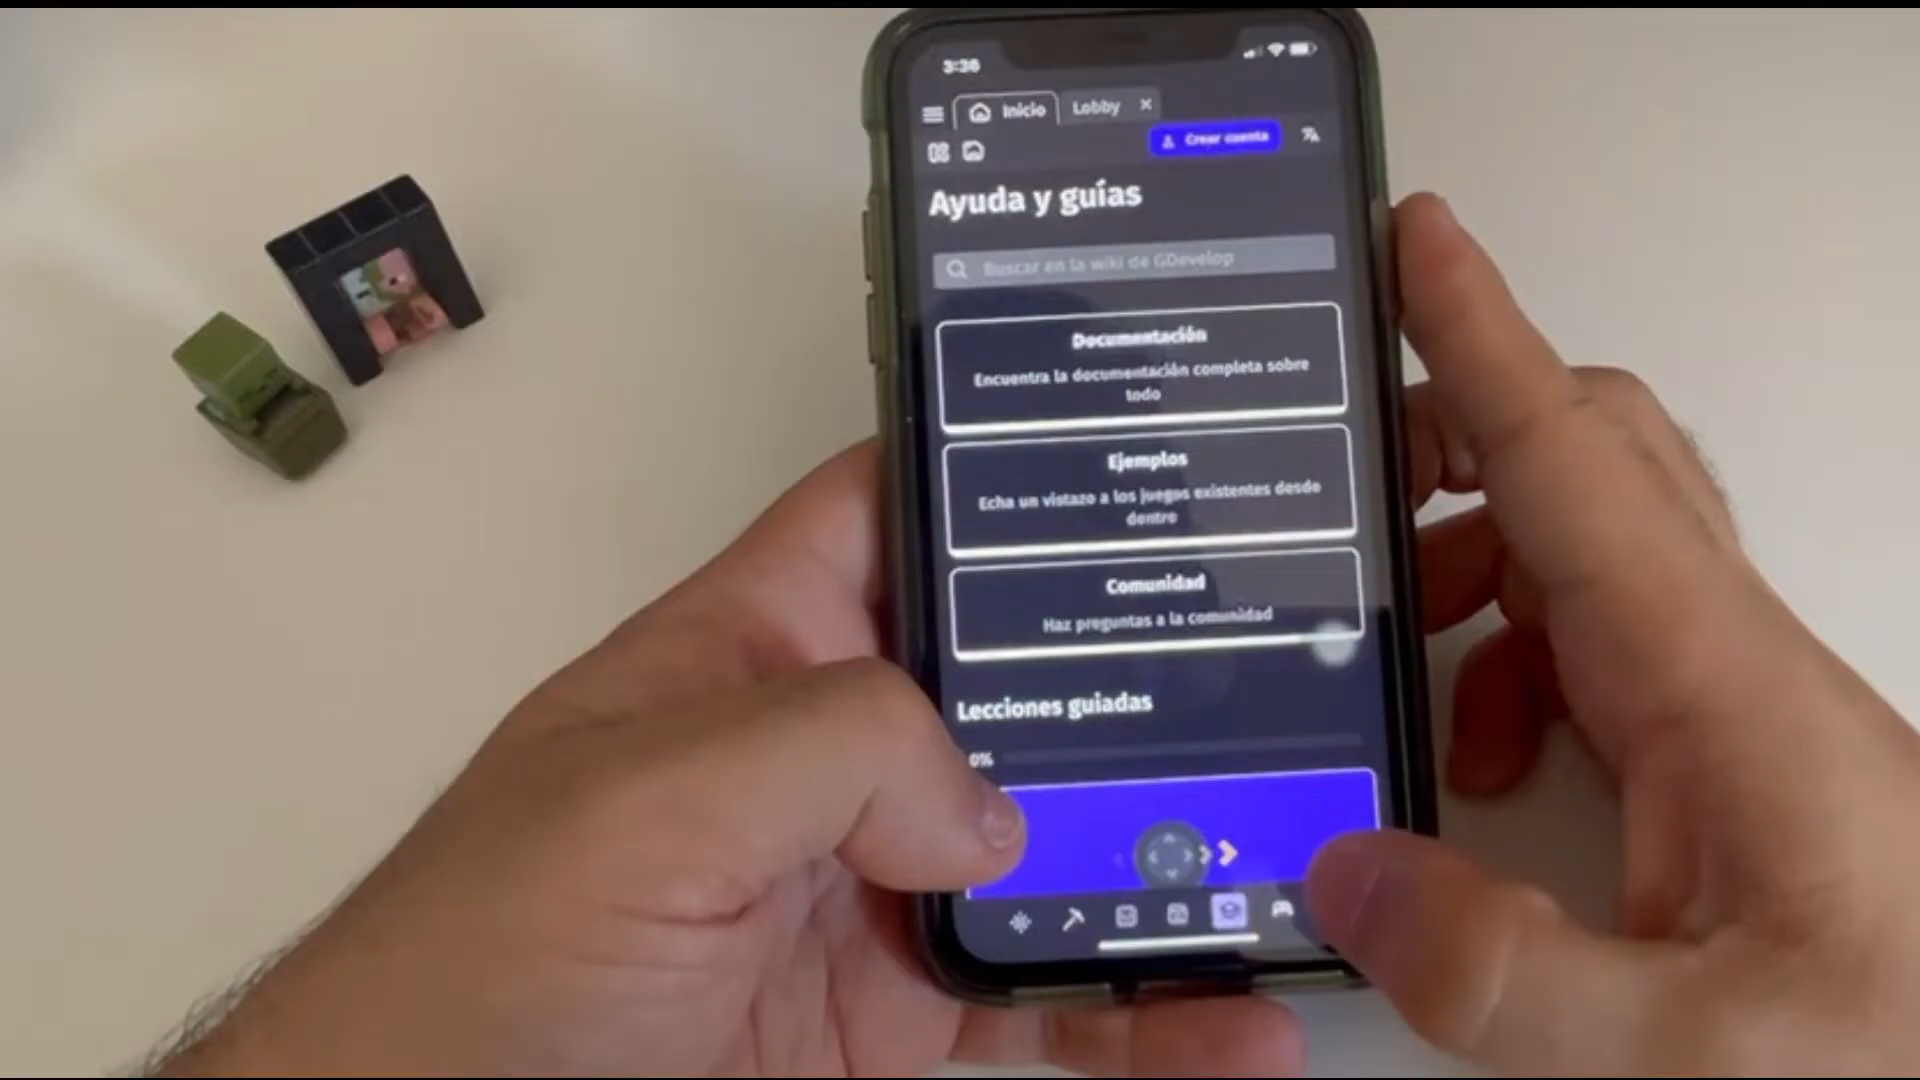 3:36
Inicio
Lobby
Crear cuenta
Ayuda y guías
Buscar en la wiki de GDevelop
Documentación
Encuentra la documentación completa sobre
todo
Ejemplos
Echa un vistazo a los juegos existentes desde
dentro
Comunidad
Haz preguntas a la comunidad
Lecciones guiadas
0%